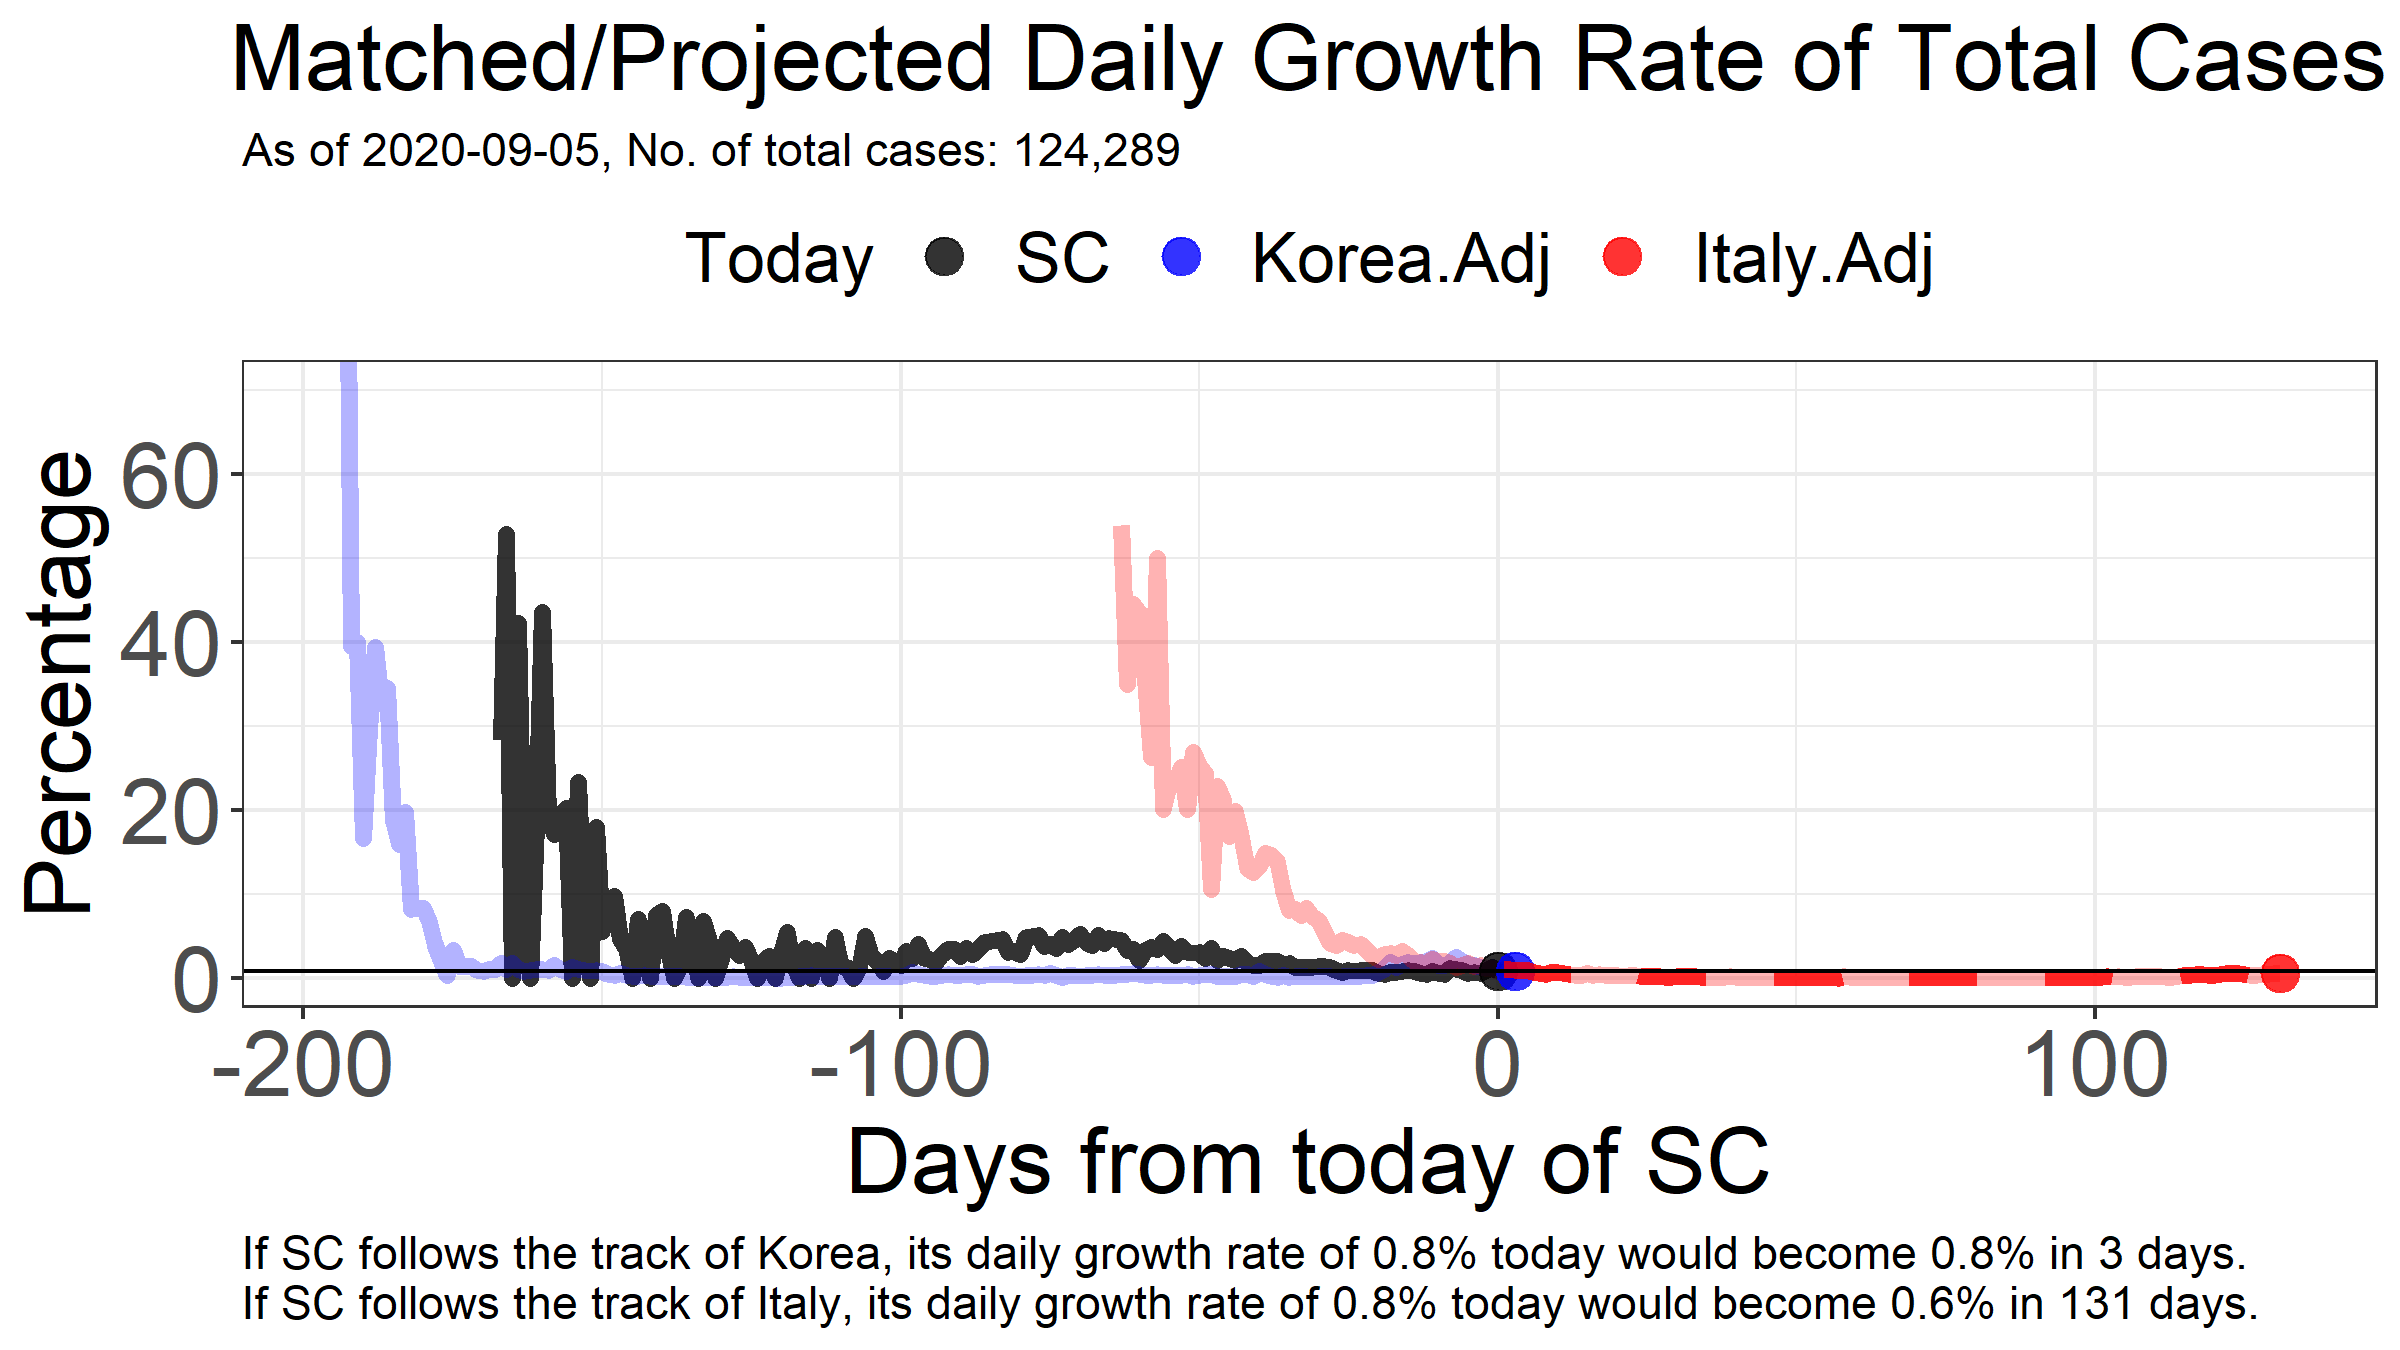 Matched/Projected Daily Growth Rate of Total Cases
As of 2020-09-05, No. of total cases: 124,289
Today SC Korea.Adj Italy.Adj
Percentage
60
40
20
0
-200 -100 0 100
Days from today of SC
If SC follows the track of Korea, its daily growth rate of 0.8% today would become 0.8% in 3 days.
If SC follows the track of Italy, its daily growth rate of 0.8% today would become 0.6% in 131 days.